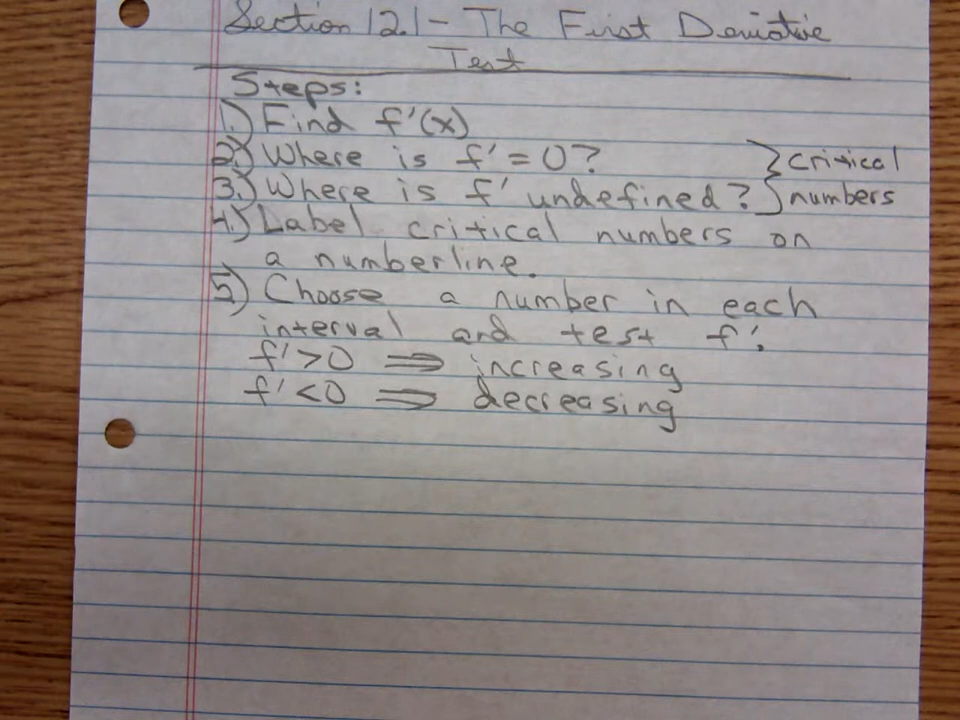 Section 12.1 - The First Derivative
Test
Steps:
1.) Find f'(x)
2.) Where is f' = 0? } critical
3.) Where is f' undefined? } numbers
4.) Label critical numbers on
a numberline.
5.) Choose a number in each
interval and test f'.
f' > 0 ⟹ increasing
f' < 0 ⟹ decreasing